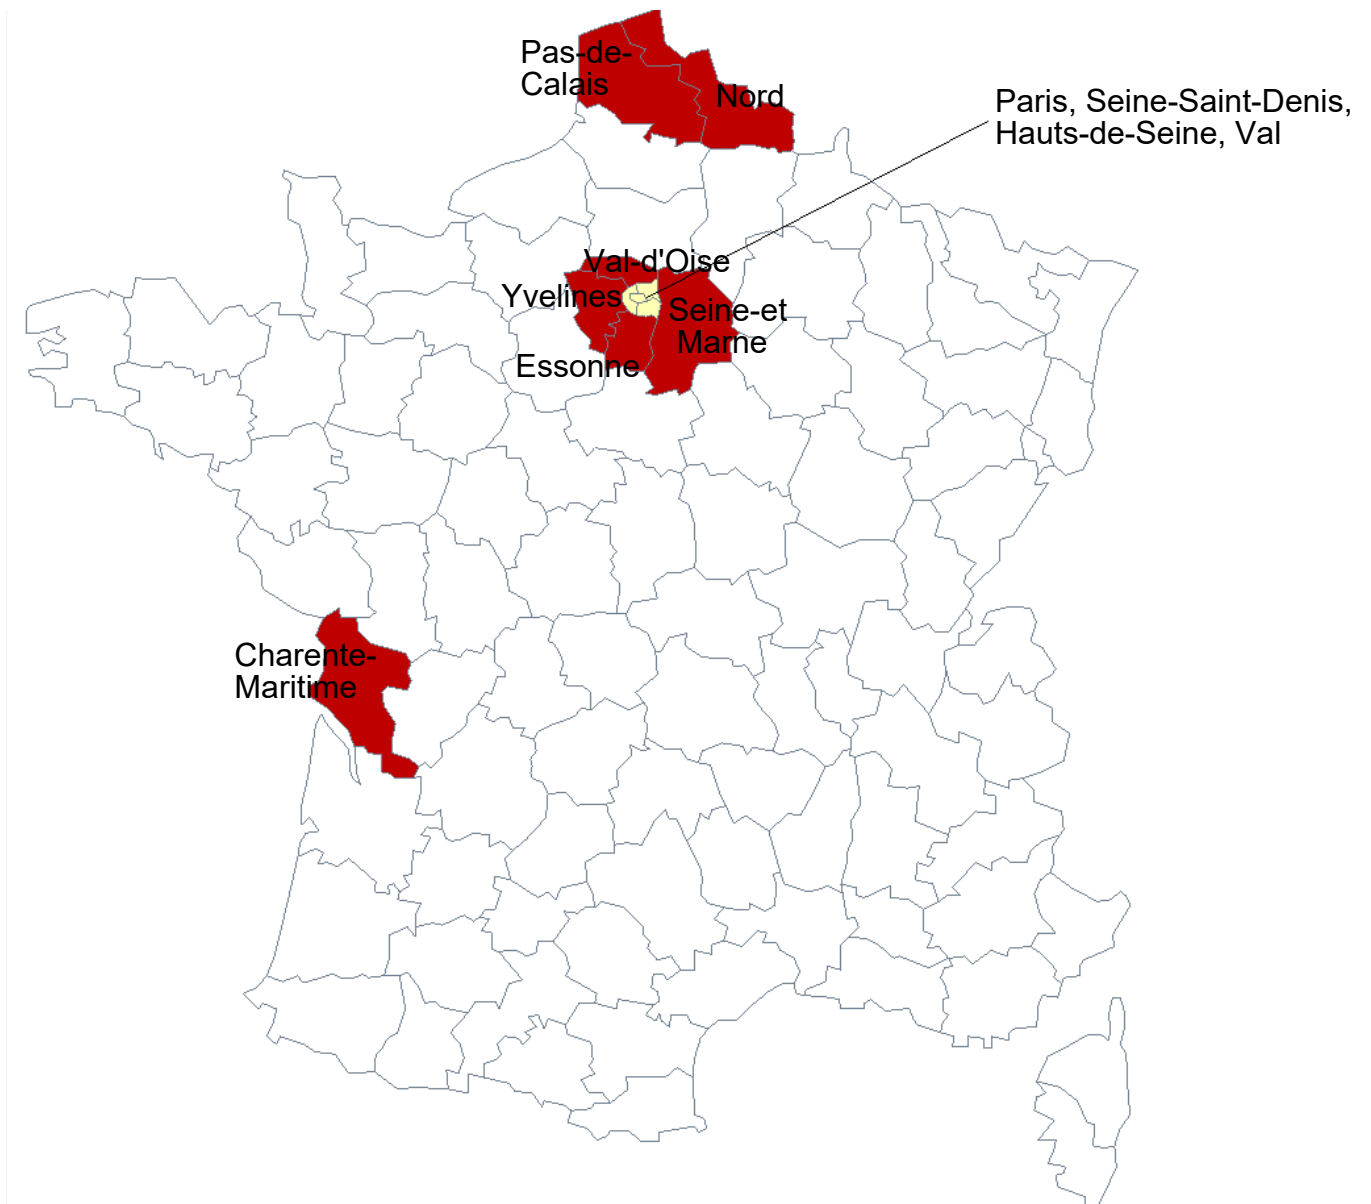 Pas-de-
Calais
Nord
Paris, Seine-Saint-Denis,
Hauts-de-Seine, Val
Val-d'Oise
Yvelines
Seine-et
Marne
Essonne
Charente-
Maritime